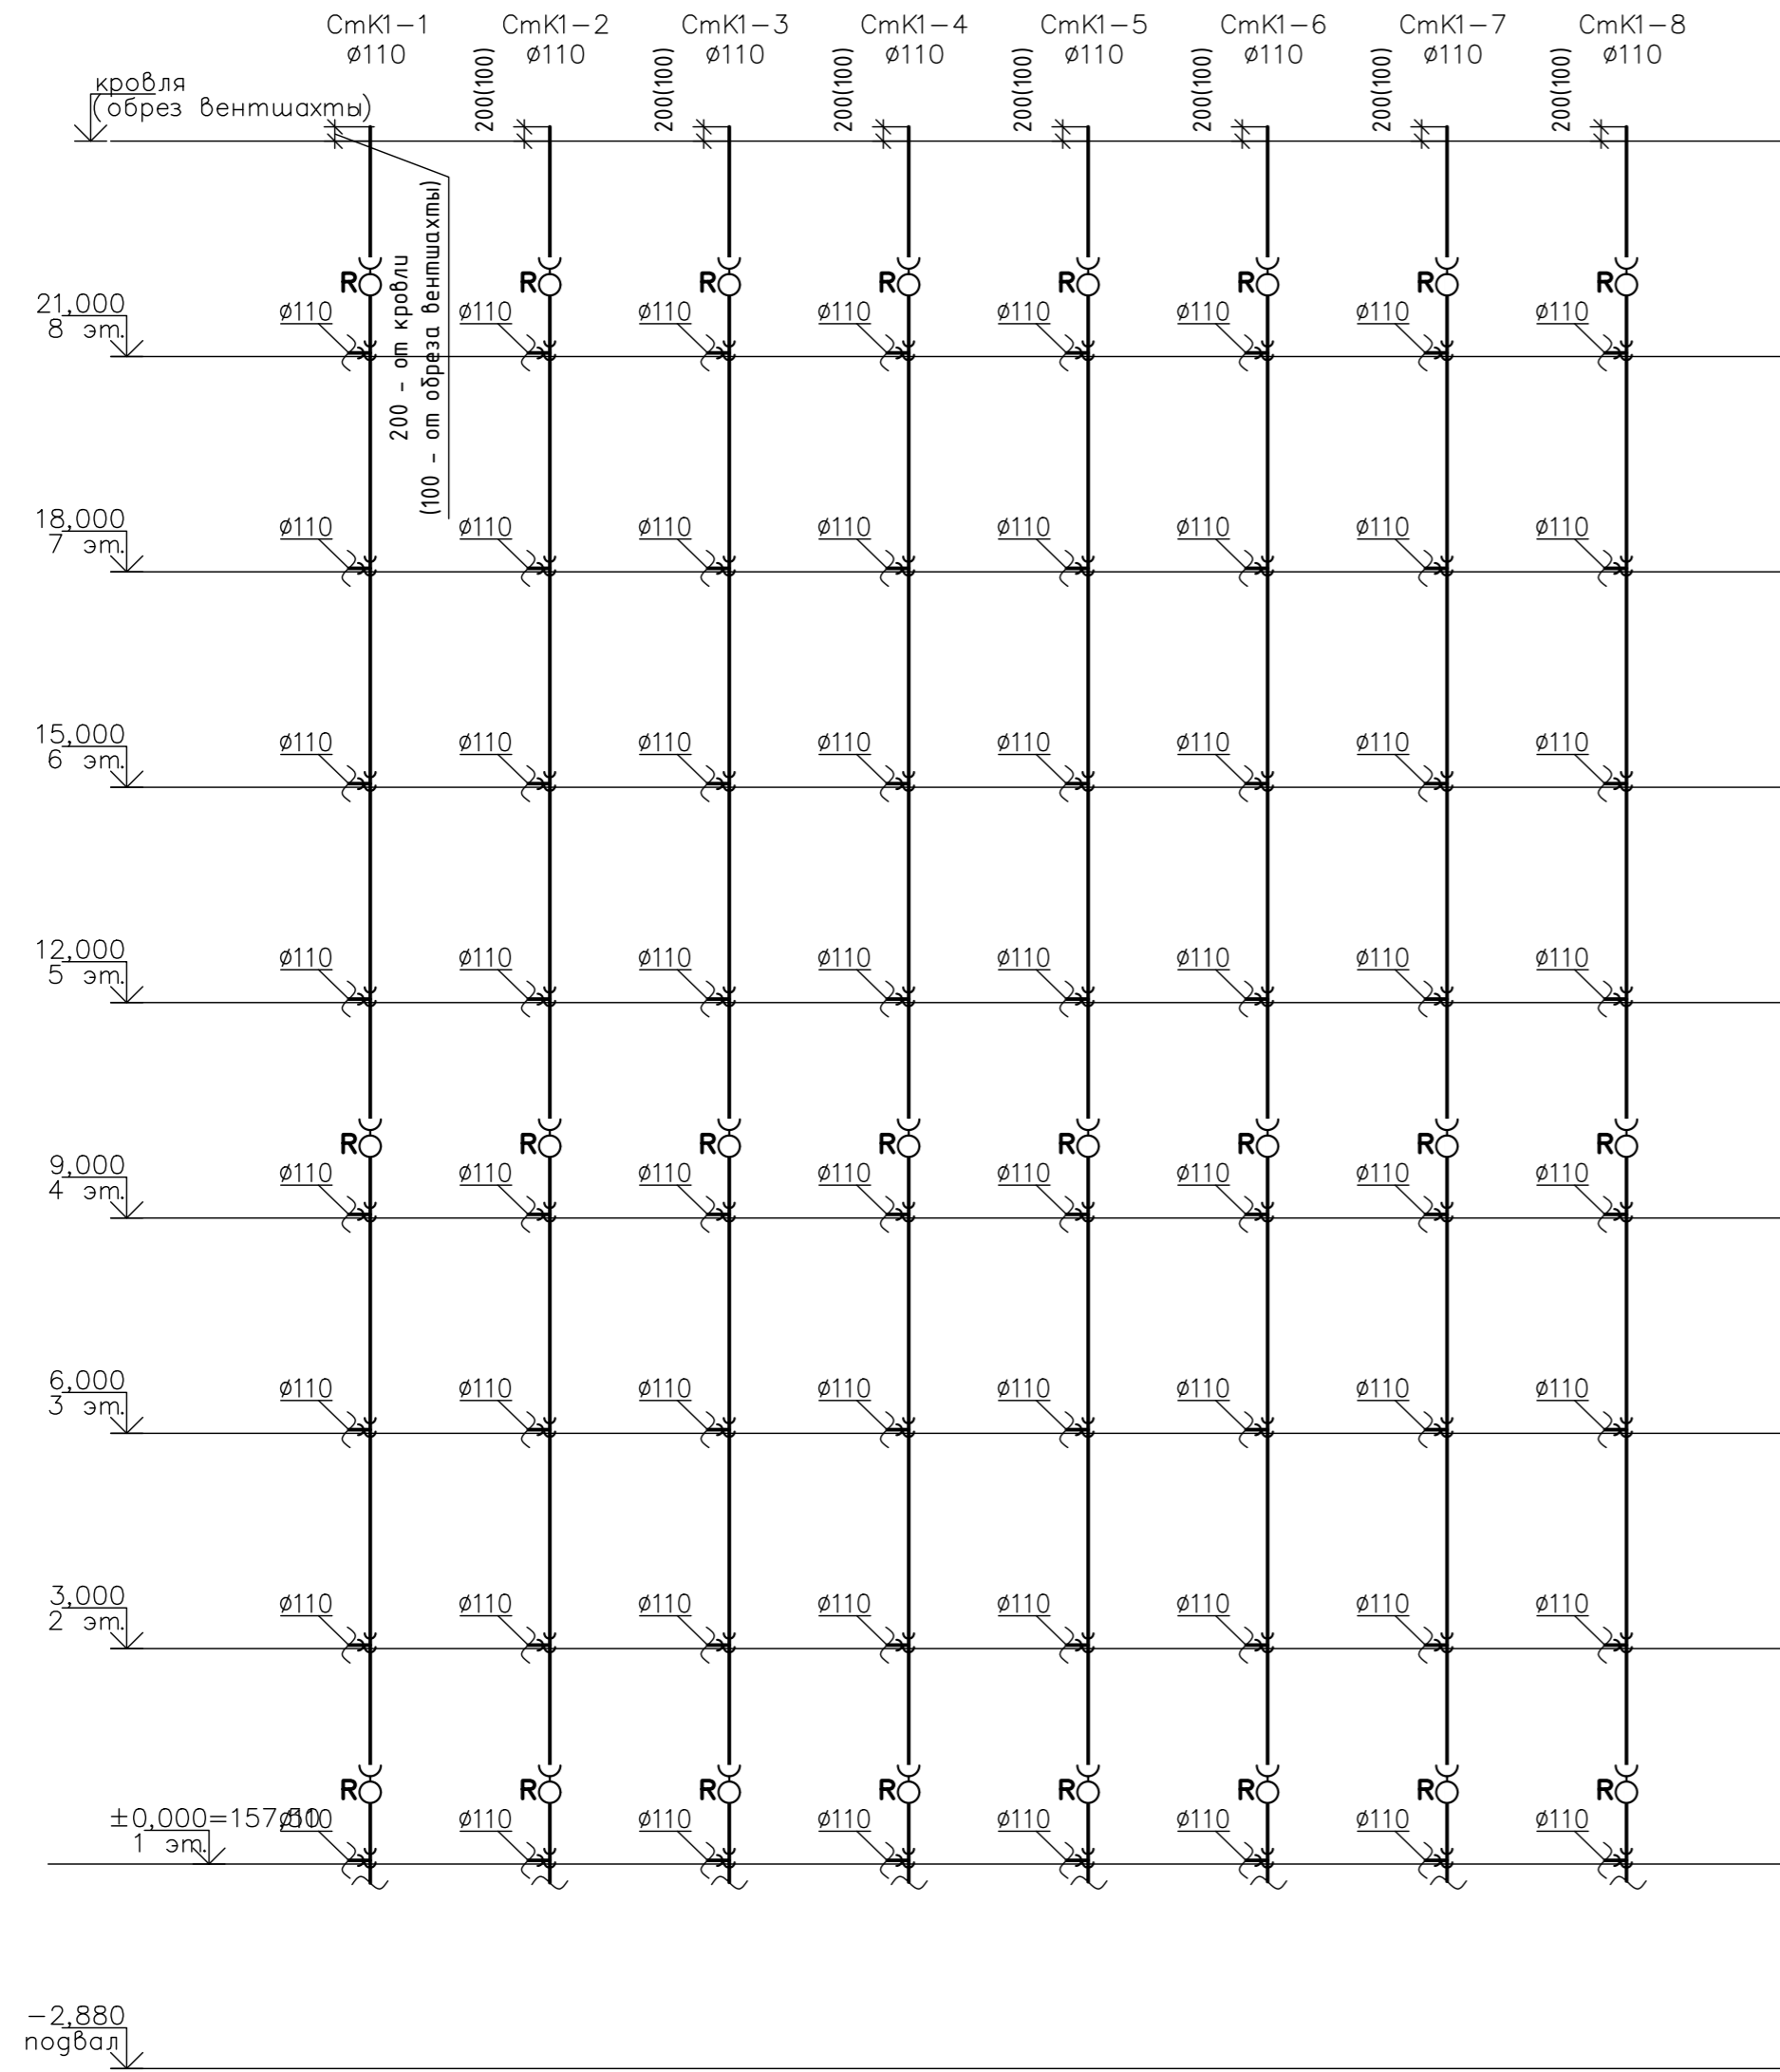 СтК1-1 СтК1-2 СтК1-3 СтК1-4 СтК1-5 СтК1-6 СтК1-7 СтК1-8
ø110 ø110 ø110 ø110 ø110 ø110 ø110 ø110
200(100) 200(100) 200(100) 200(100) 200(100) 200(100) 200(100)
кровля
(обрез вентшахты)
200 - от кровли
(100 - от обреза вентшахты)
R R R R R R R R
21,000 ø110 ø110 ø110 ø110 ø110 ø110 ø110 ø110
8 эт.
18,000 ø110 ø110 ø110 ø110 ø110 ø110 ø110 ø110
7 эт.
15,000 ø110 ø110 ø110 ø110 ø110 ø110 ø110 ø110
6 эт.
12,000 ø110 ø110 ø110 ø110 ø110 ø110 ø110 ø110
5 эт.
R R R R R R R R
9,000 ø110 ø110 ø110 ø110 ø110 ø110 ø110 ø110
4 эт.
6,000 ø110 ø110 ø110 ø110 ø110 ø110 ø110 ø110
3 эт.
3,000 ø110 ø110 ø110 ø110 ø110 ø110 ø110 ø110
2 эт.
R R R R R R R R
±0,000=157,510 ø110 ø110 ø110 ø110 ø110 ø110 ø110 ø110
1 эт.
-2,880
подвал